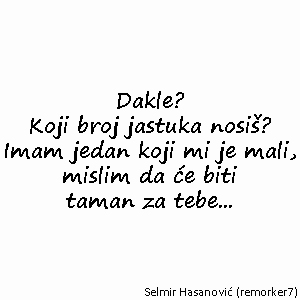 Dakle?
Koji broj jastuka nosiš?
Imam jedan koji mi je mali,
mislim da će biti
taman za tebe...
Selmir Hasanović (remorker7)